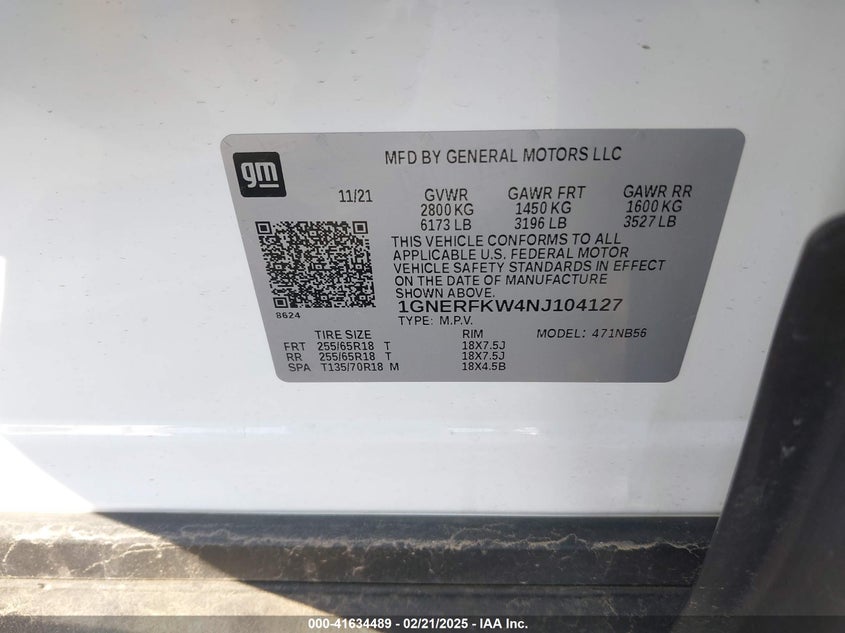 gm
MFD BY GENERAL MOTORS LLC
11/21
GVWR GAWR FRT GAWR RR
2800 KG 1450 KG 1600 KG
6173 LB 3196 LB 3527 LB
THIS VEHICLE CONFORMS TO ALL
APPLICABLE U.S. FEDERAL MOTOR
VEHICLE SAFETY STANDARDS IN EFFECT
ON THE DATE OF MANUFACTURE
SHOWN ABOVE.
8624
1GNERFKW4NJ104127
TYPE: M.P.V.
TIRE SIZE RIM MODEL: 471NB56
FRT 255/65R18 T 18X7.5J
RR 255/65R18 T 18X7.5J
SPA T135/70R18 M 18X4.5B
000-41634489 - 02/21/2025 - IAA Inc.